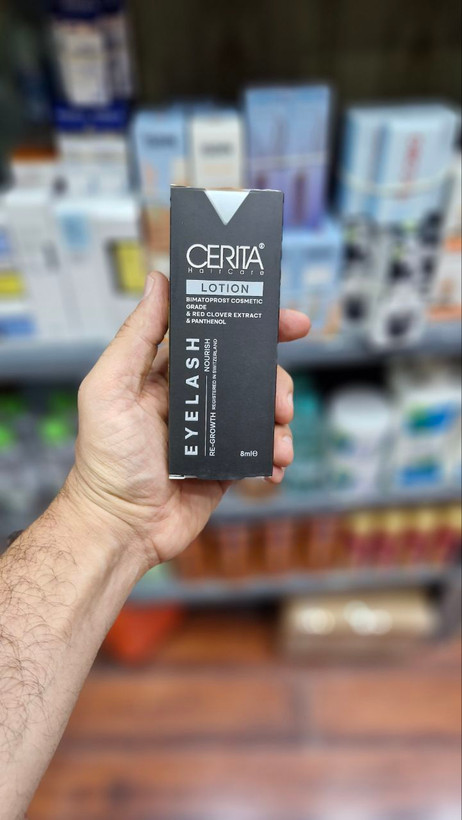 CERITA®
HairCare
LOTION
BIMATOPROST COSMETIC
GRADE
& RED CLOVER EXTRACT
& PANTHENOL
EYELASH
RE-GROWTH NOURISH
REGISTERED IN SWITZERLAND
8ml℮